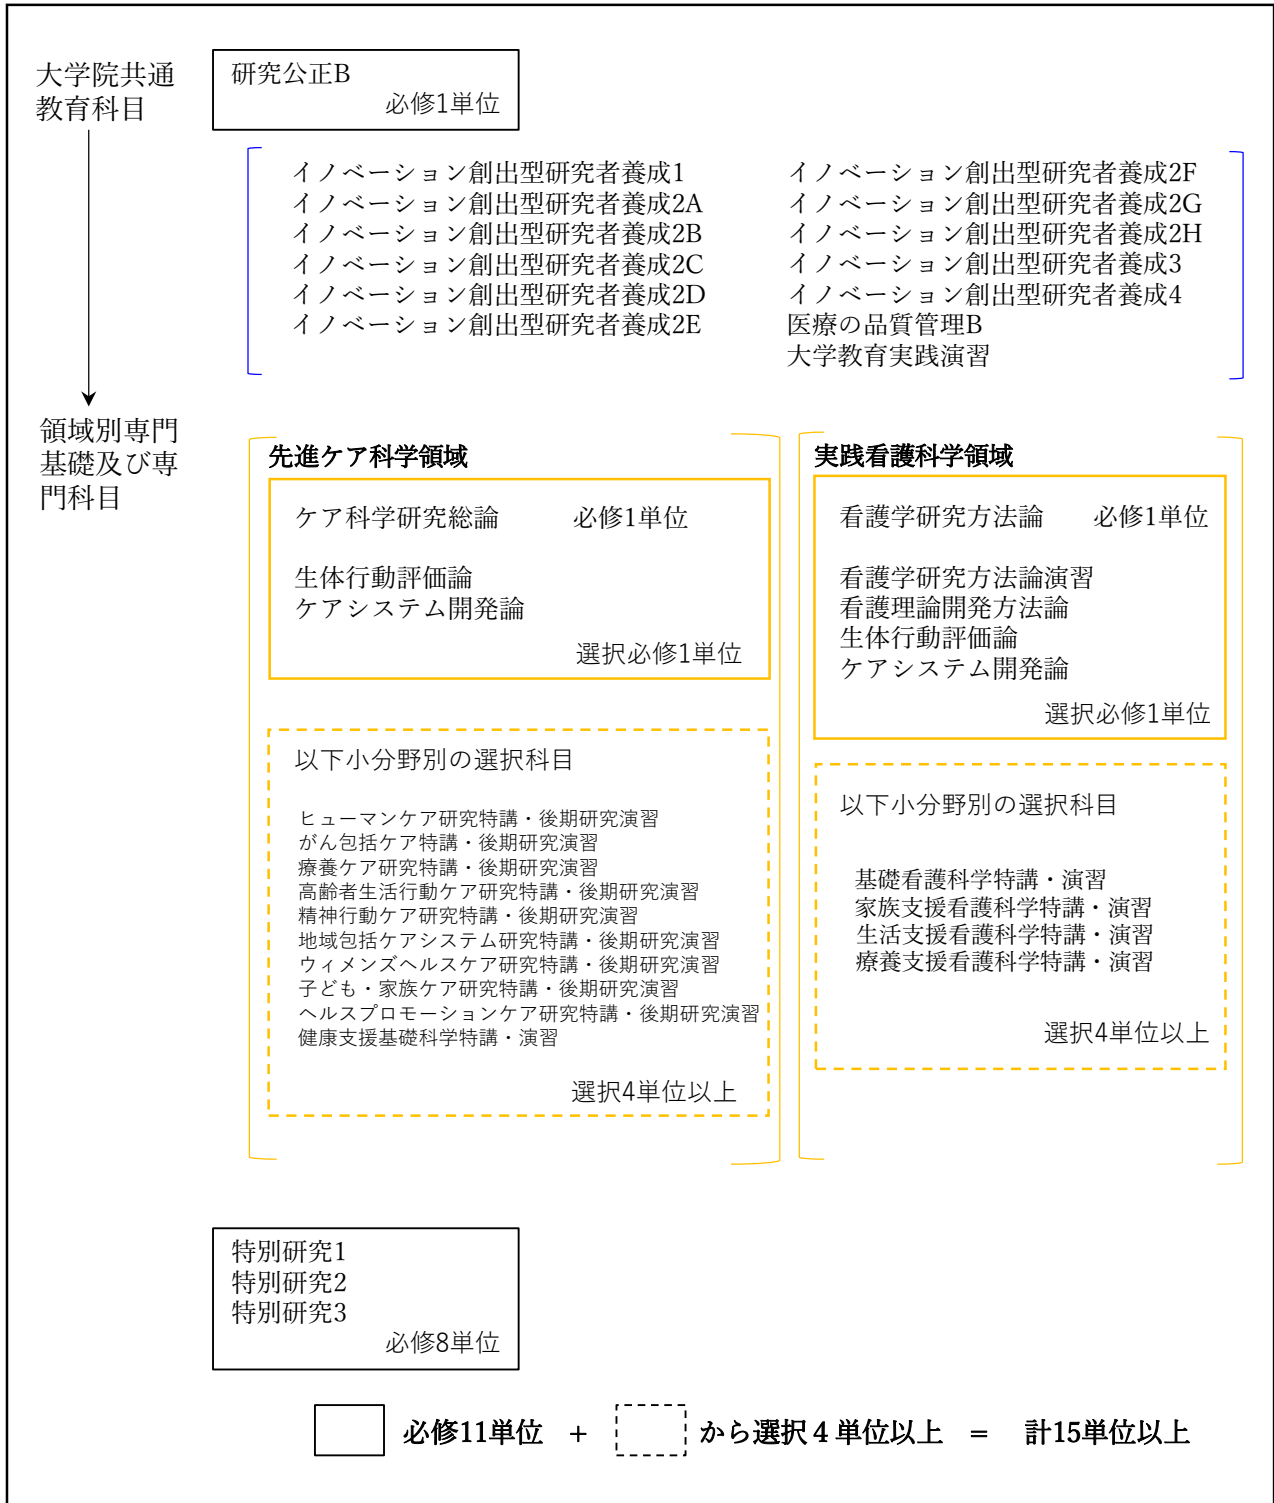 大学院共通
教育科目
研究公正B
必修1単位
イノベーション創出型研究者養成1
イノベーション創出型研究者養成2A
イノベーション創出型研究者養成2B
イノベーション創出型研究者養成2C
イノベーション創出型研究者養成2D
イノベーション創出型研究者養成2E
イノベーション創出型研究者養成2F
イノベーション創出型研究者養成2G
イノベーション創出型研究者養成2H
イノベーション創出型研究者養成3
イノベーション創出型研究者養成4
医療の品質管理B
大学教育実践演習
領域別専門
基礎及び専
門科目
先進ケア科学領域
ケア科学研究総論 必修1単位
生体行動評価論
ケアシステム開発論
選択必修1単位
以下小分野別の選択科目
ヒューマンケア研究特講・後期研究演習
がん包括ケア特講・後期研究演習
療養ケア研究特講・後期研究演習
高齢者生活行動ケア研究特講・後期研究演習
精神行動ケア研究特講・後期研究演習
地域包括ケアシステム研究特講・後期研究演習
ウィメンズヘルスケア研究特講・後期研究演習
子ども・家族ケア研究特講・後期研究演習
ヘルスプロモーションケア研究特講・後期研究演習
健康支援基礎科学特講・演習
選択4単位以上
実践看護科学領域
看護学研究方法論 必修1単位
看護学研究方法論演習
看護理論開発方法論
生体行動評価論
ケアシステム開発論
選択必修1単位
以下小分野別の選択科目
基礎看護科学特講・演習
家族支援看護科学特講・演習
生活支援看護科学特講・演習
療養支援看護科学特講・演習
選択4単位以上
特別研究1
特別研究2
特別研究3
必修8単位
必修11単位 + から選択４単位以上 = 計15単位以上